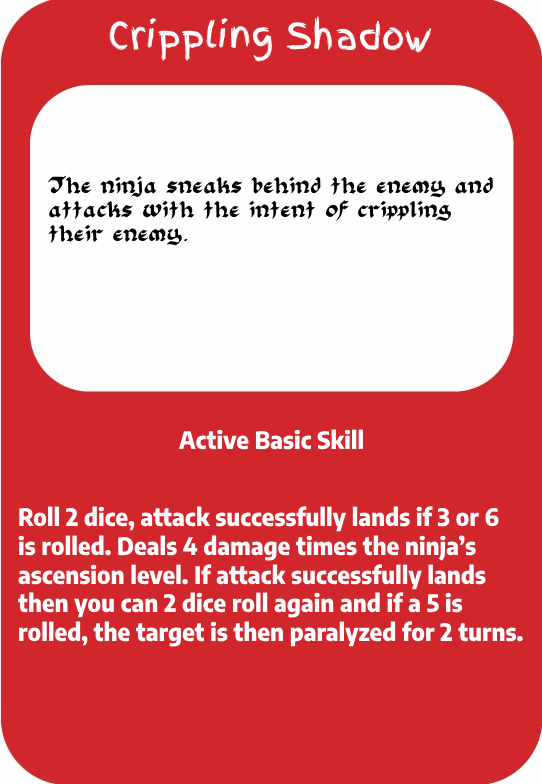 Crippling Shadow
The ninja sneaks behind the enemy and
attacks with the intent of crippling
their enemy.
Active Basic Skill
Roll 2 dice, attack successfully lands if 3 or 6
is rolled. Deals 4 damage times the ninja’s
ascension level. If attack successfully lands
then you can 2 dice roll again and if a 5 is
rolled, the target is then paralyzed for 2 turns.